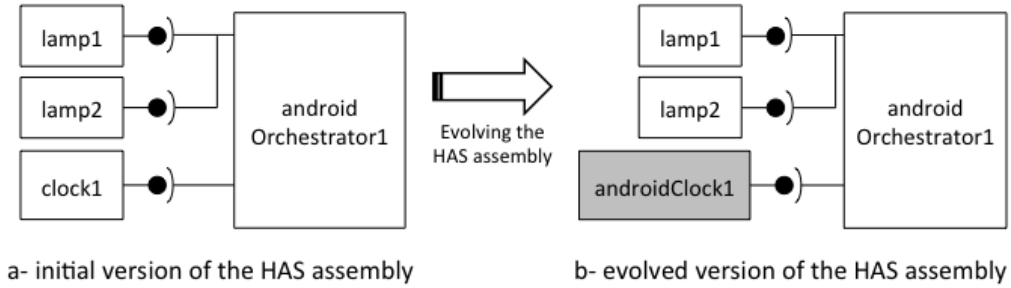 lamp1
lamp2
clock1
android
Orchestrator1
Evolving the
HAS assembly
lamp1
lamp2
androidClock1
android
Orchestrator1
a- initial version of the HAS assembly
b- evolved version of the HAS assembly